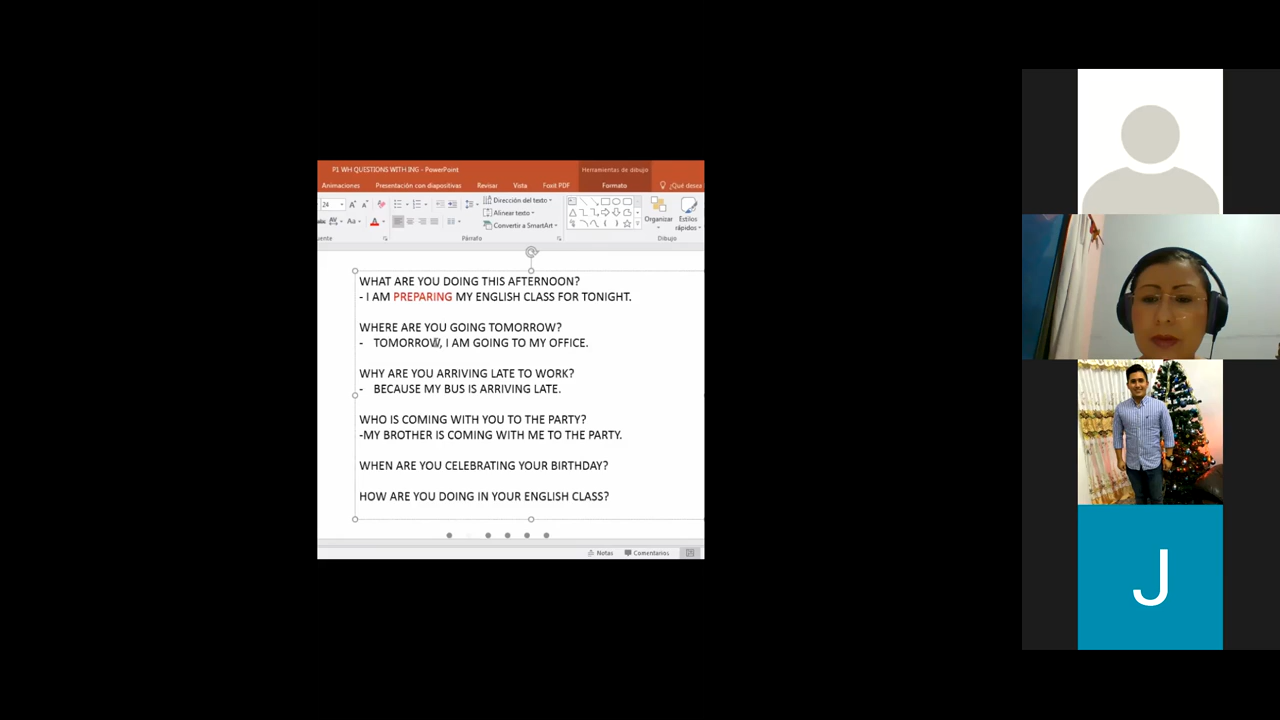 P1 WH QUESTIONS WITH ING - PowerPoint
Herramientas de dibujo
Animaciones Presentación con diapositivas Revisar Vista Foxit PDF Formato ¿Qué desea
24 Dirección del texto
Aa A Alinear texto
Convertir a SmartArt
Organizar Estilos rápidos
uente Párrafo Dibujo
WHAT ARE YOU DOING THIS AFTERNOON?
- I AM PREPARING MY ENGLISH CLASS FOR TONIGHT.
WHERE ARE YOU GOING TOMORROW?
- TOMORROW, I AM GOING TO MY OFFICE.
WHY ARE YOU ARRIVING LATE TO WORK?
- BECAUSE MY BUS IS ARRIVING LATE.
WHO IS COMING WITH YOU TO THE PARTY?
-MY BROTHER IS COMING WITH ME TO THE PARTY.
WHEN ARE YOU CELEBRATING YOUR BIRTHDAY?
HOW ARE YOU DOING IN YOUR ENGLISH CLASS?
Notas Comentarios
J